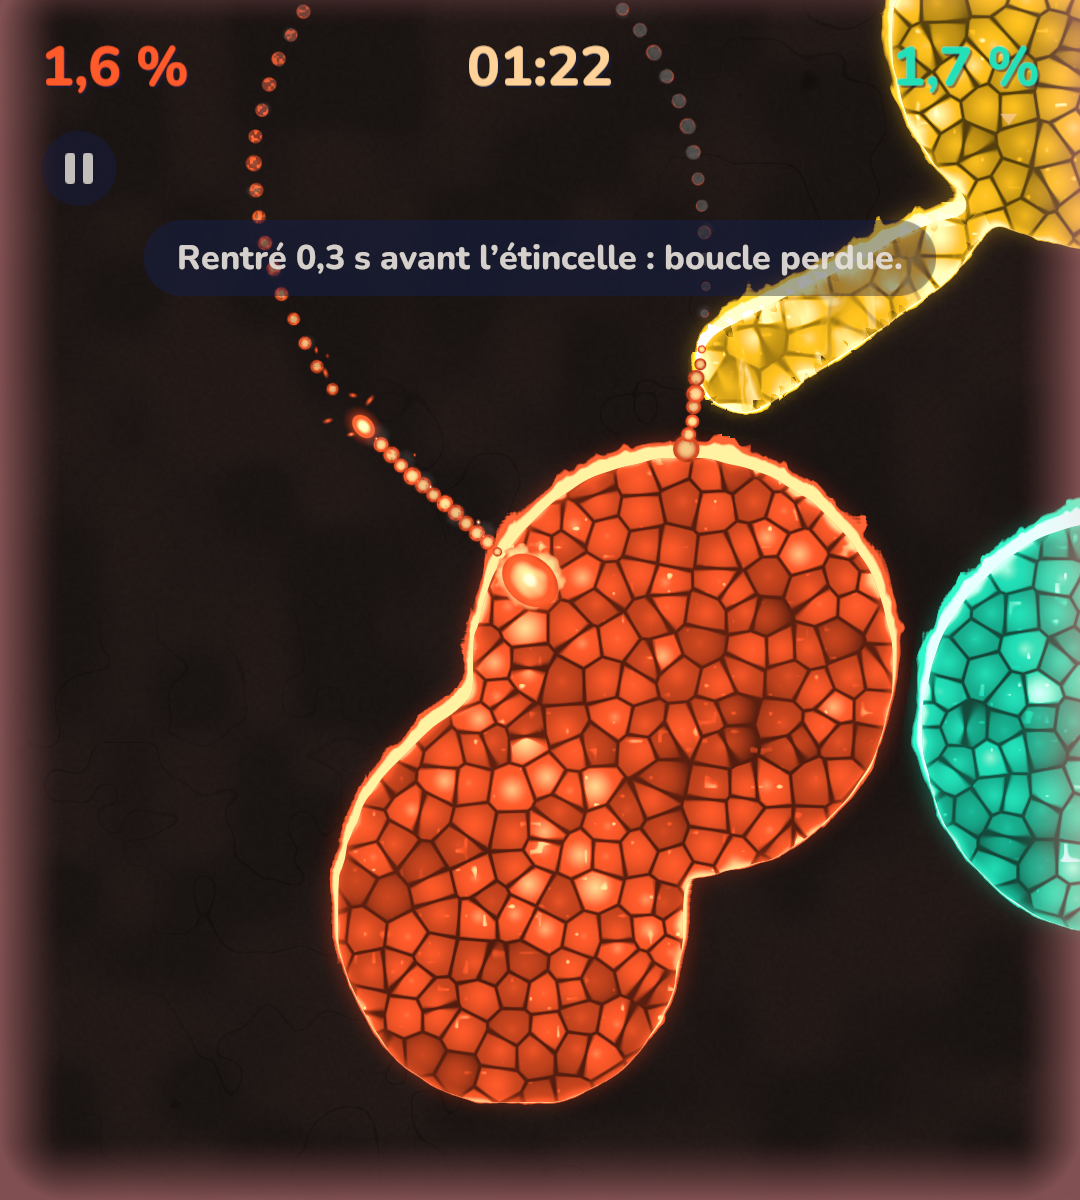 1,6 %
01:22
1,7 %
Rentré 0,3 s avant l’étincelle : boucle perdue.